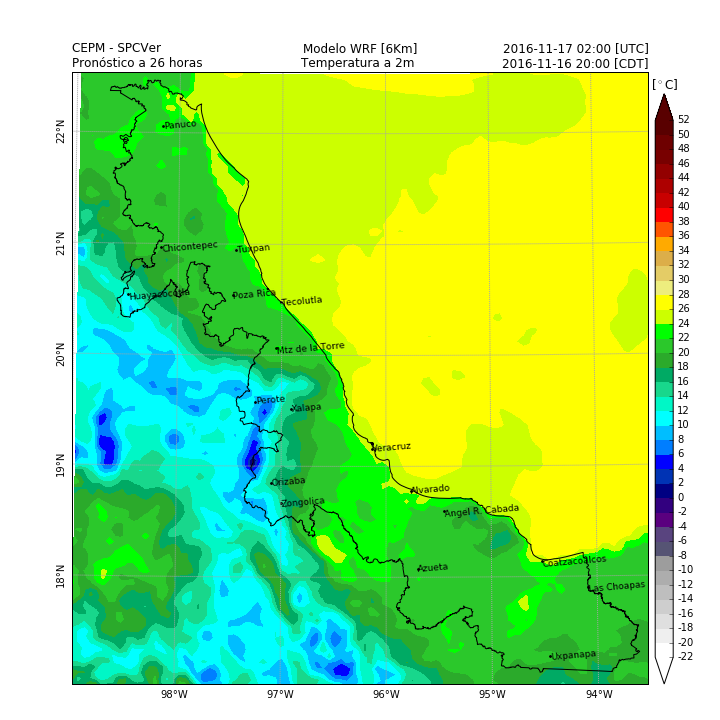 CEPM - SPCVer Modelo WRF [6Km] 2016-11-17 02:00 [UTC]
Pronóstico a 26 horas Temperatura a 2m 2016-11-16 20:00 [CDT]
[°C]
52
50
48
46
44
42
40
38
36
34
32
30
28
26
24
22
20
18
16
14
12
10
8
6
4
2
0
-2
-4
-6
-8
-10
-12
-14
-16
-18
-20
-22
22°N
21°N
20°N
19°N
18°N
Panuco
Chicontepec
Tuxpan
Huayacocotla
Poza Rica
Tecolutla
Mtz de la Torre
Perote
Xalapa
Veracruz
Orizaba
Alvarado
Zongolica
Angel R. Cabada
Azueta
Coatzacoalcos
Las Choapas
Uxpanapa
98°W 97°W 96°W 95°W 94°W